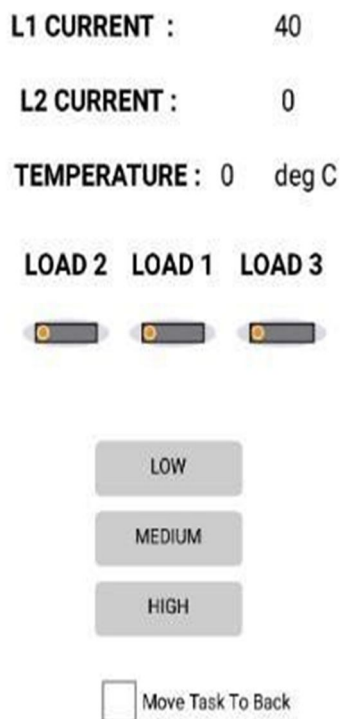 L1 CURRENT : 40
L2 CURRENT : 0
TEMPERATURE : 0 deg C
LOAD 2 LOAD 1 LOAD 3
LOW
MEDIUM
HIGH
Move Task To Back